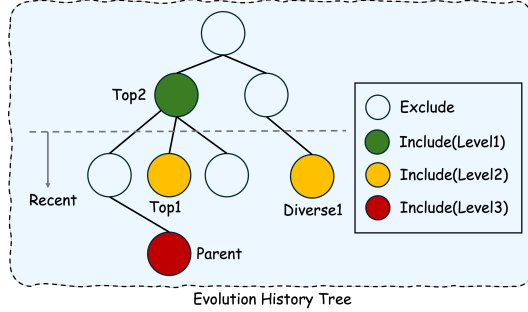 Top2
Exclude
Include(Level1)
Include(Level2)
Recent
Top1
Diverse1
Include(Level3)
Parent
Evolution History Tree